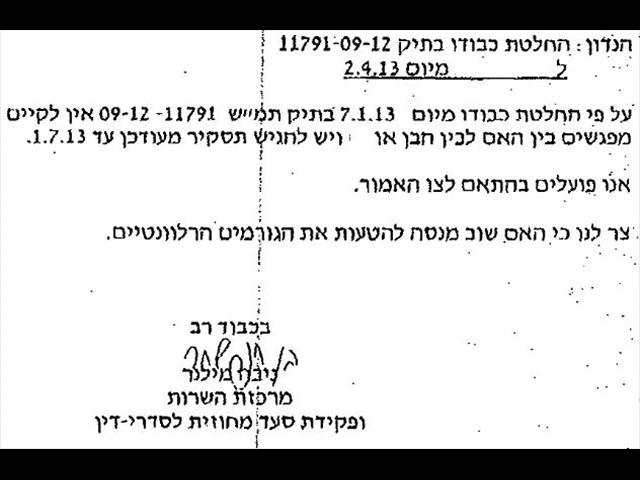 הנדון: החלטת כבודו בתיק 11791-09-12
ל מיום 2.4.13
על פי החלטת כבודו מיום 7.1.13 בתיק תמ״ש 11791- 09-12 אין לקיים
מפגשים בין האם לבין הבן או ויש להגיש תסקיר מעודכן עד 1.7.13.
אנו פועלים בהתאם לצו האמור.
צר לנו כי האם שוב מנסה להטעות את הגורמים הרלוונטיים.
בכבוד רב
מילנר
מרכזת השרות
ופקידת סעד מחוזית לסדרי-דין